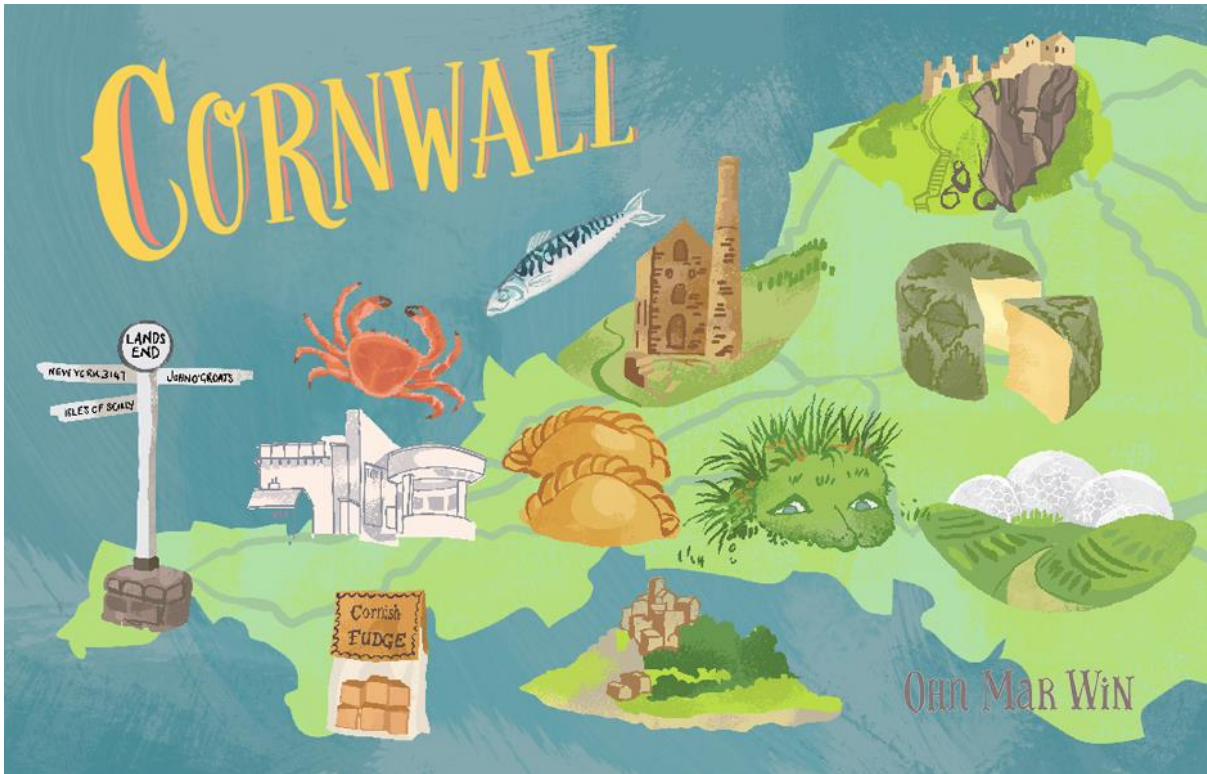 CORNWALL
LANDS
END
NEW YORK 3147
JOHN O'GROATS
ISLES OF SCILLY
Cornish
FUDGE
OHN MAR WIN